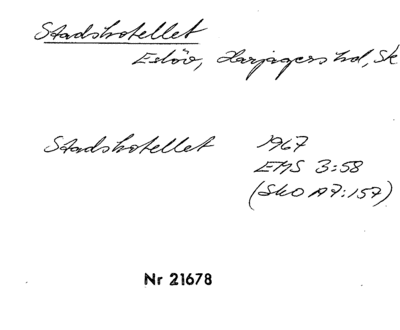 Stadshotellet
Eslöv, Harjagers hd, Sk
Stadshotellet 1967
EMS 3:58
(SkO A7:157)
Nr 21678